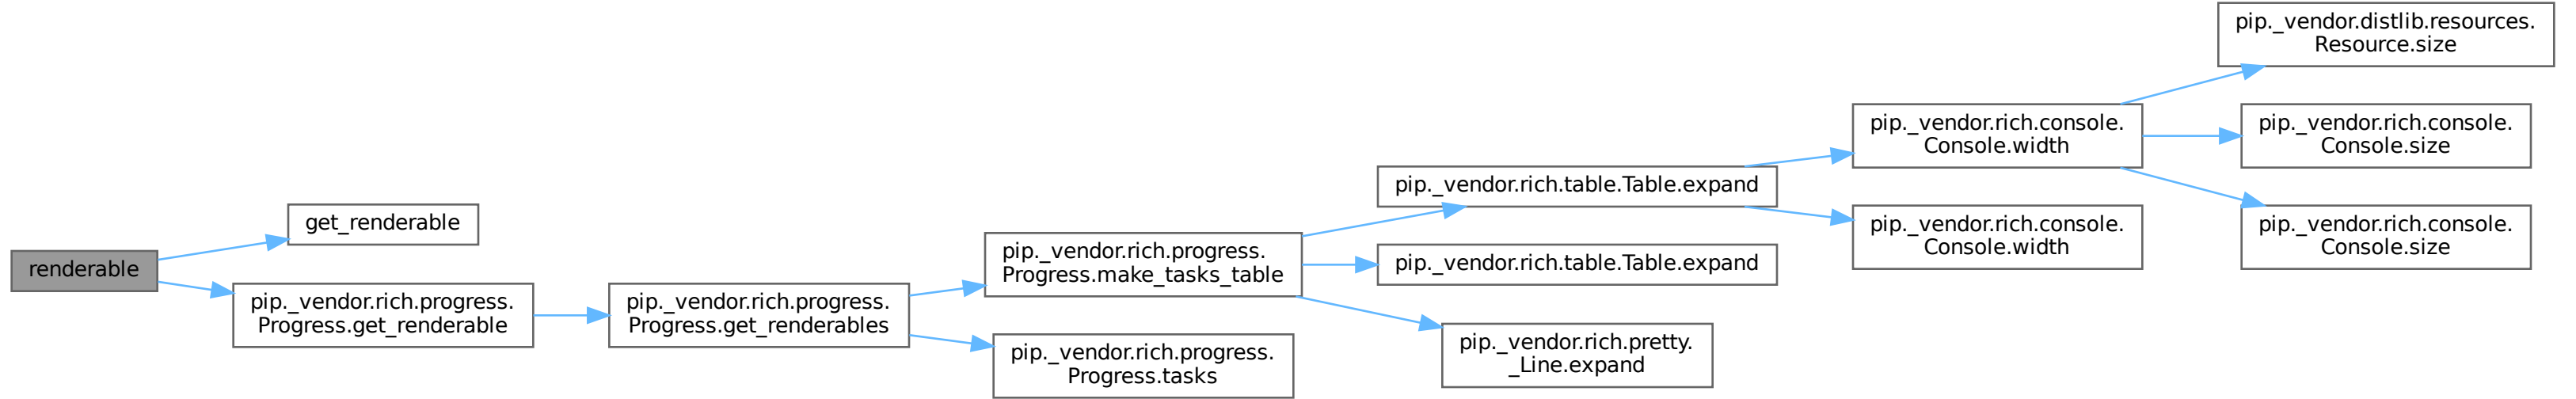 renderable
get_renderable
pip._vendor.rich.progress.
Progress.get_renderable
pip._vendor.rich.progress.
Progress.get_renderables
pip._vendor.rich.progress.
Progress.make_tasks_table
pip._vendor.rich.progress.
Progress.tasks
pip._vendor.rich.table.Table.expand
pip._vendor.rich.table.Table.expand
pip._vendor.rich.pretty.
_Line.expand
pip._vendor.rich.console.
Console.width
pip._vendor.rich.console.
Console.width
pip._vendor.distlib.resources.
Resource.size
pip._vendor.rich.console.
Console.size
pip._vendor.rich.console.
Console.size